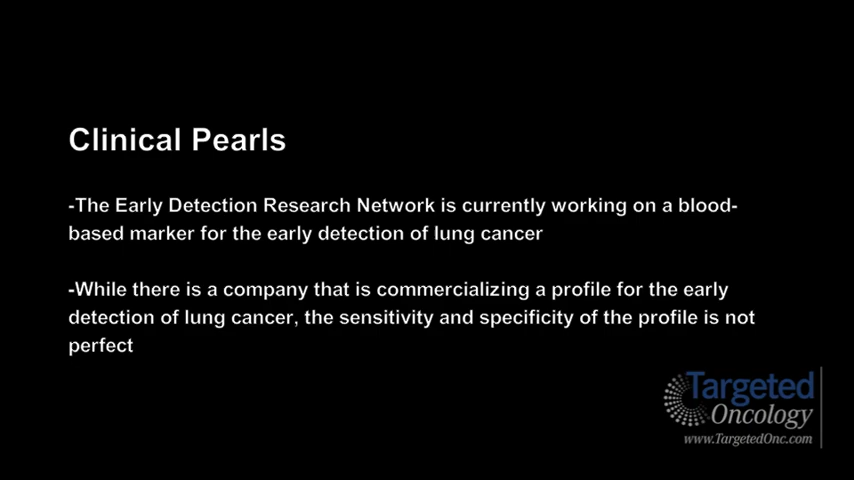 Clinical Pearls
-The Early Detection Research Network is currently working on a blood-
based marker for the early detection of lung cancer
-While there is a company that is commercializing a profile for the early
detection of lung cancer, the sensitivity and specificity of the profile is not
perfect
Targeted
Oncology
www.TargetedOnc.com